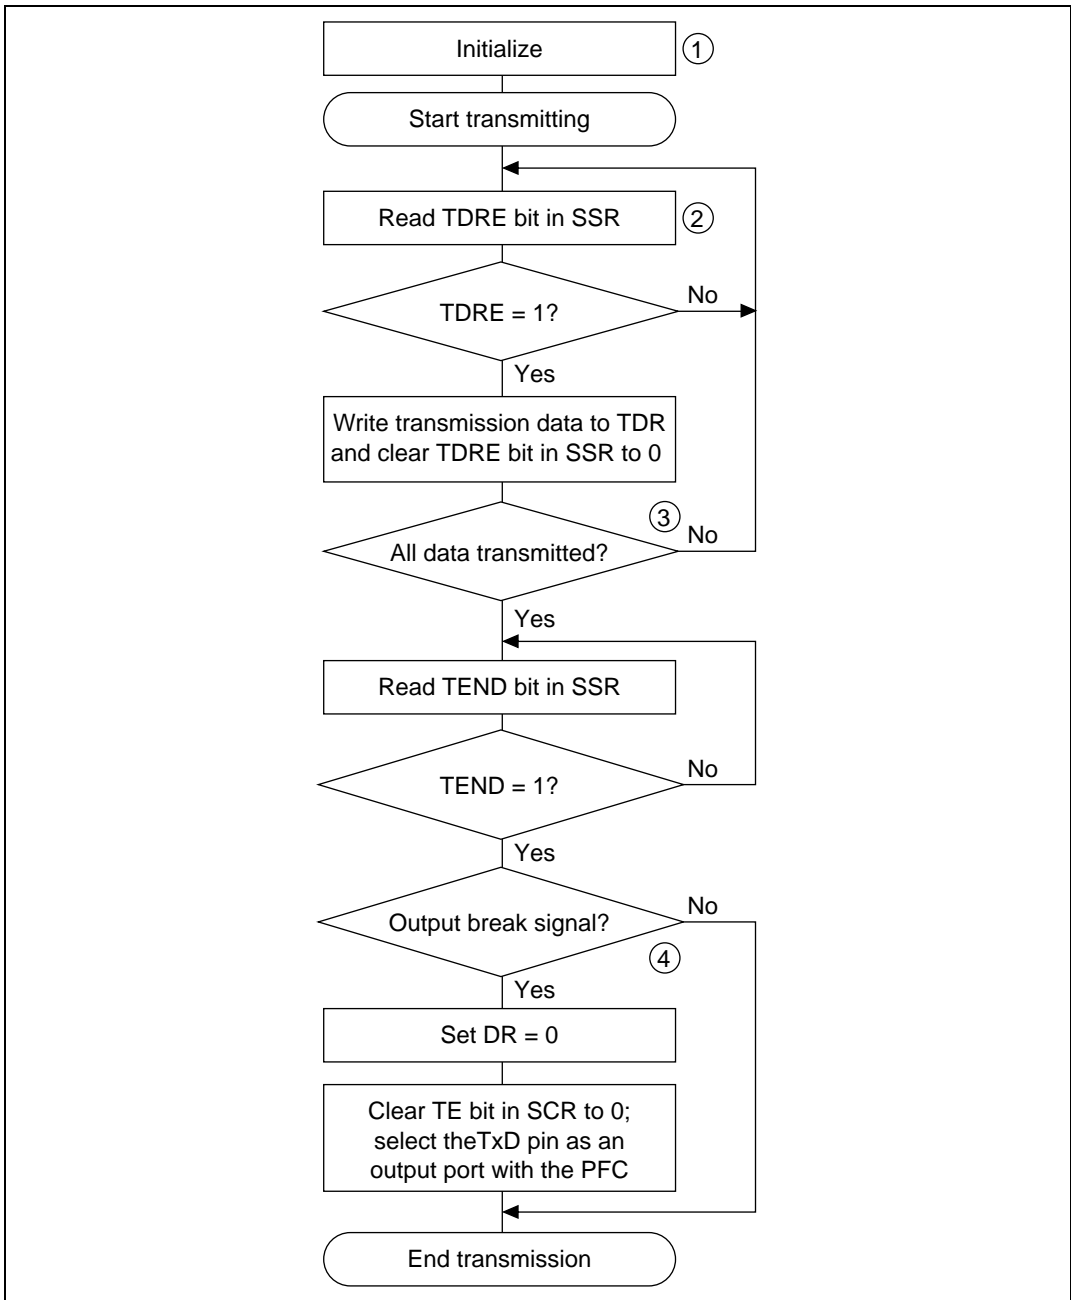 Initialize ①
Start transmitting
Read TDRE bit in SSR ②
TDRE = 1?
No
Yes
Write transmission data to TDR
and clear TDRE bit in SSR to 0
③
All data transmitted?
No
Yes
Read TEND bit in SSR
TEND = 1?
No
Yes
Output break signal?
No
④
Yes
Set DR = 0
Clear TE bit in SCR to 0;
select theTxD pin as an
output port with the PFC
End transmission